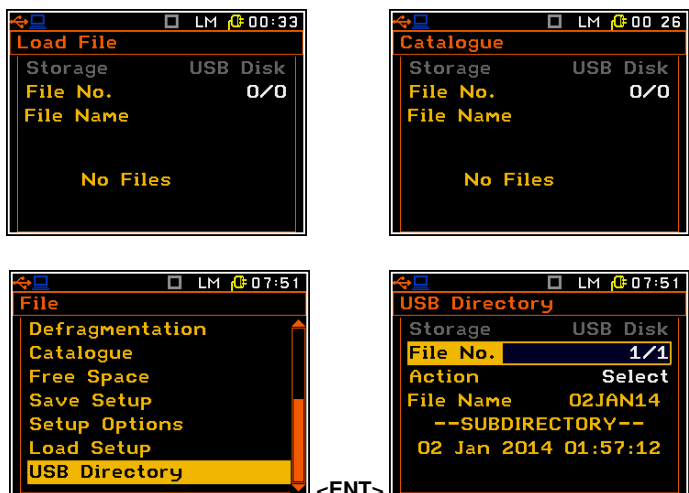 LM 00:33
Load File
Storage USB Disk
File No. 0/0
File Name
No Files
LM 00 26
Catalogue
Storage USB Disk
File No. 0/0
File Name
No Files
LM 07:51
File
Defragmentation
Catalogue
Free Space
Save Setup
Setup Options
Load Setup
USB Directory
<ENT>
LM 07:51
USB Directory
Storage USB Disk
File No. 1/1
Action Select
File Name 02JAN14
--SUBDIRECTORY--
02 Jan 2014 01:57:12